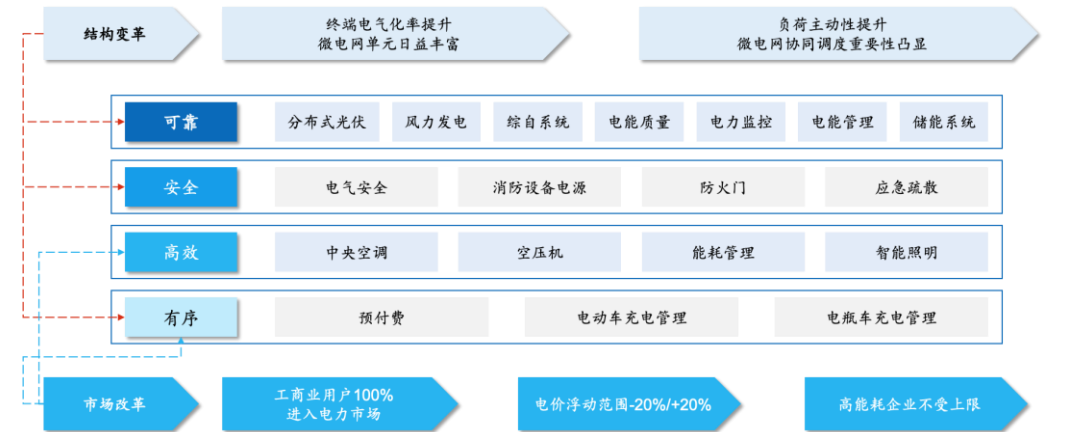 结构变革
终端电气化率提升
微电网单元日益丰富
负荷主动性提升
微电网协同调度重要性凸显
可靠
分布式光伏
风力发电
综自系统
电能质量
电力监控
电能管理
储能系统
安全
电气安全
消防设备电源
防火门
应急疏散
高效
中央空调
空压机
能耗管理
智能照明
有序
预付费
电动车充电管理
电瓶车充电管理
市场改革
工商业用户100%
进入电力市场
电价浮动范围-20%/+20%
高能耗企业不受上限